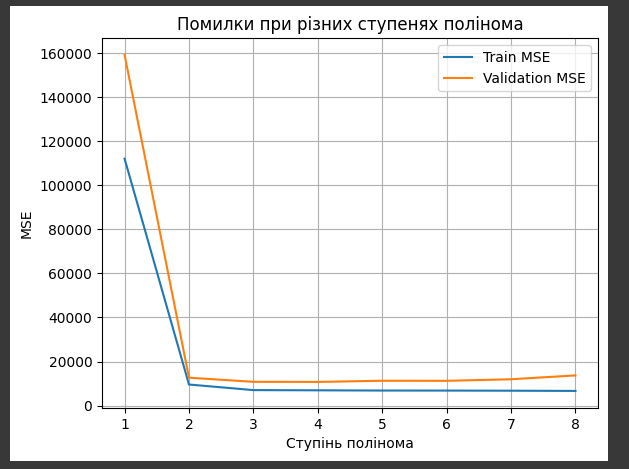 Помилки при різних ступенях полінома
Train MSE
Validation MSE
160000
140000
120000
100000
80000
60000
40000
20000
0
MSE
1 2 3 4 5 6 7 8
Ступінь полінома